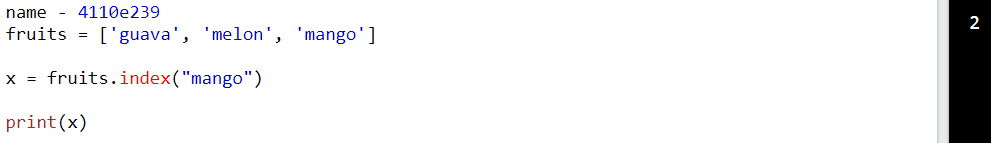 name - 4110e239
fruits = ['guava', 'melon', 'mango']
x = fruits.index("mango")
print(x)
2